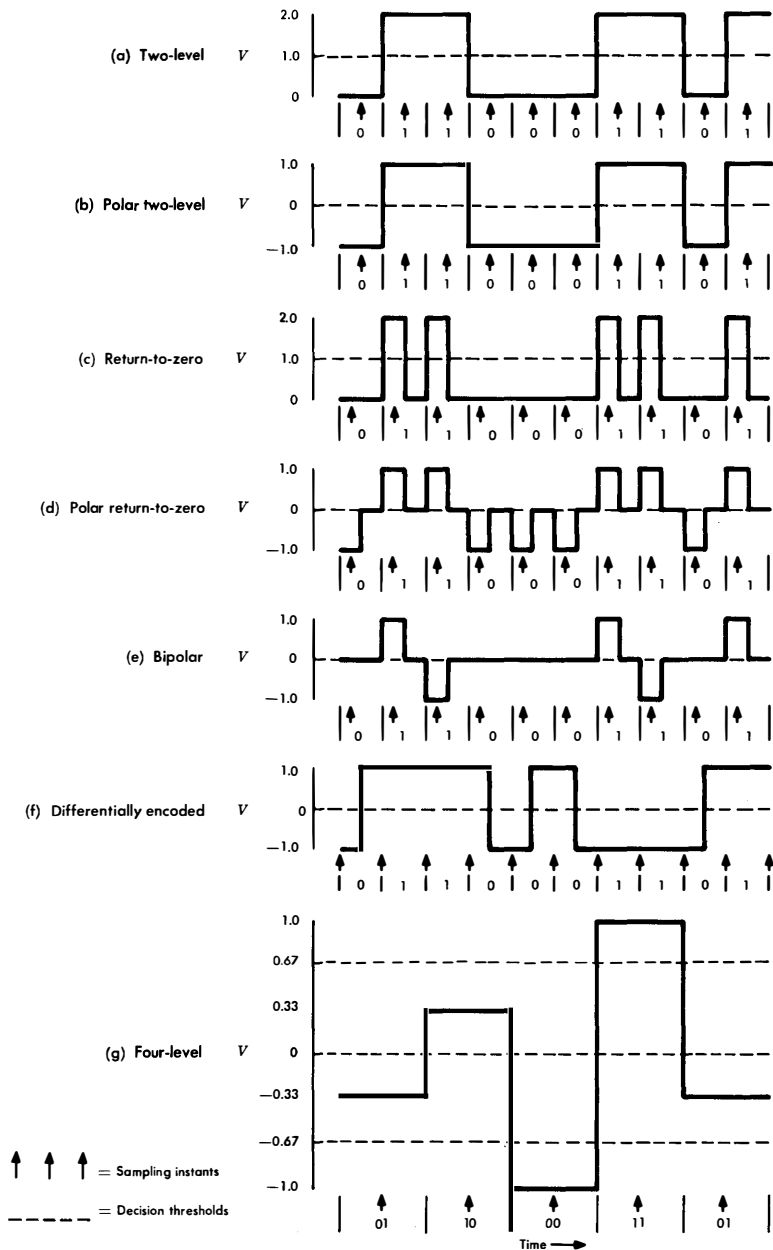 2.0
(a) Two-level V 1.0
0
0 1 1 0 0 0 1 1 0 1
1.0
(b) Polar two-level V 0
—1.0
0 1 1 0 0 0 1 1 0 1
2.0
(c) Return-to-zero V 1.0
0
0 1 1 0 0 0 1 1 0 1
1.0
(d) Polar return-to-zero V 0
—1.0
0 1 1 0 0 0 1 1 0 1
1.0
(e) Bipolar V 0
—1.0
0 1 1 0 0 0 1 1 0 1
1.0
(f) Differentially encoded V 0
—1.0
0 1 1 0 0 0 1 1 0 1
1.0
0.67
0.33
(g) Four-level V 0
—0.33
—0.67
—1.0
01 10 00 11 01
Time
= Sampling instants
= Decision thresholds